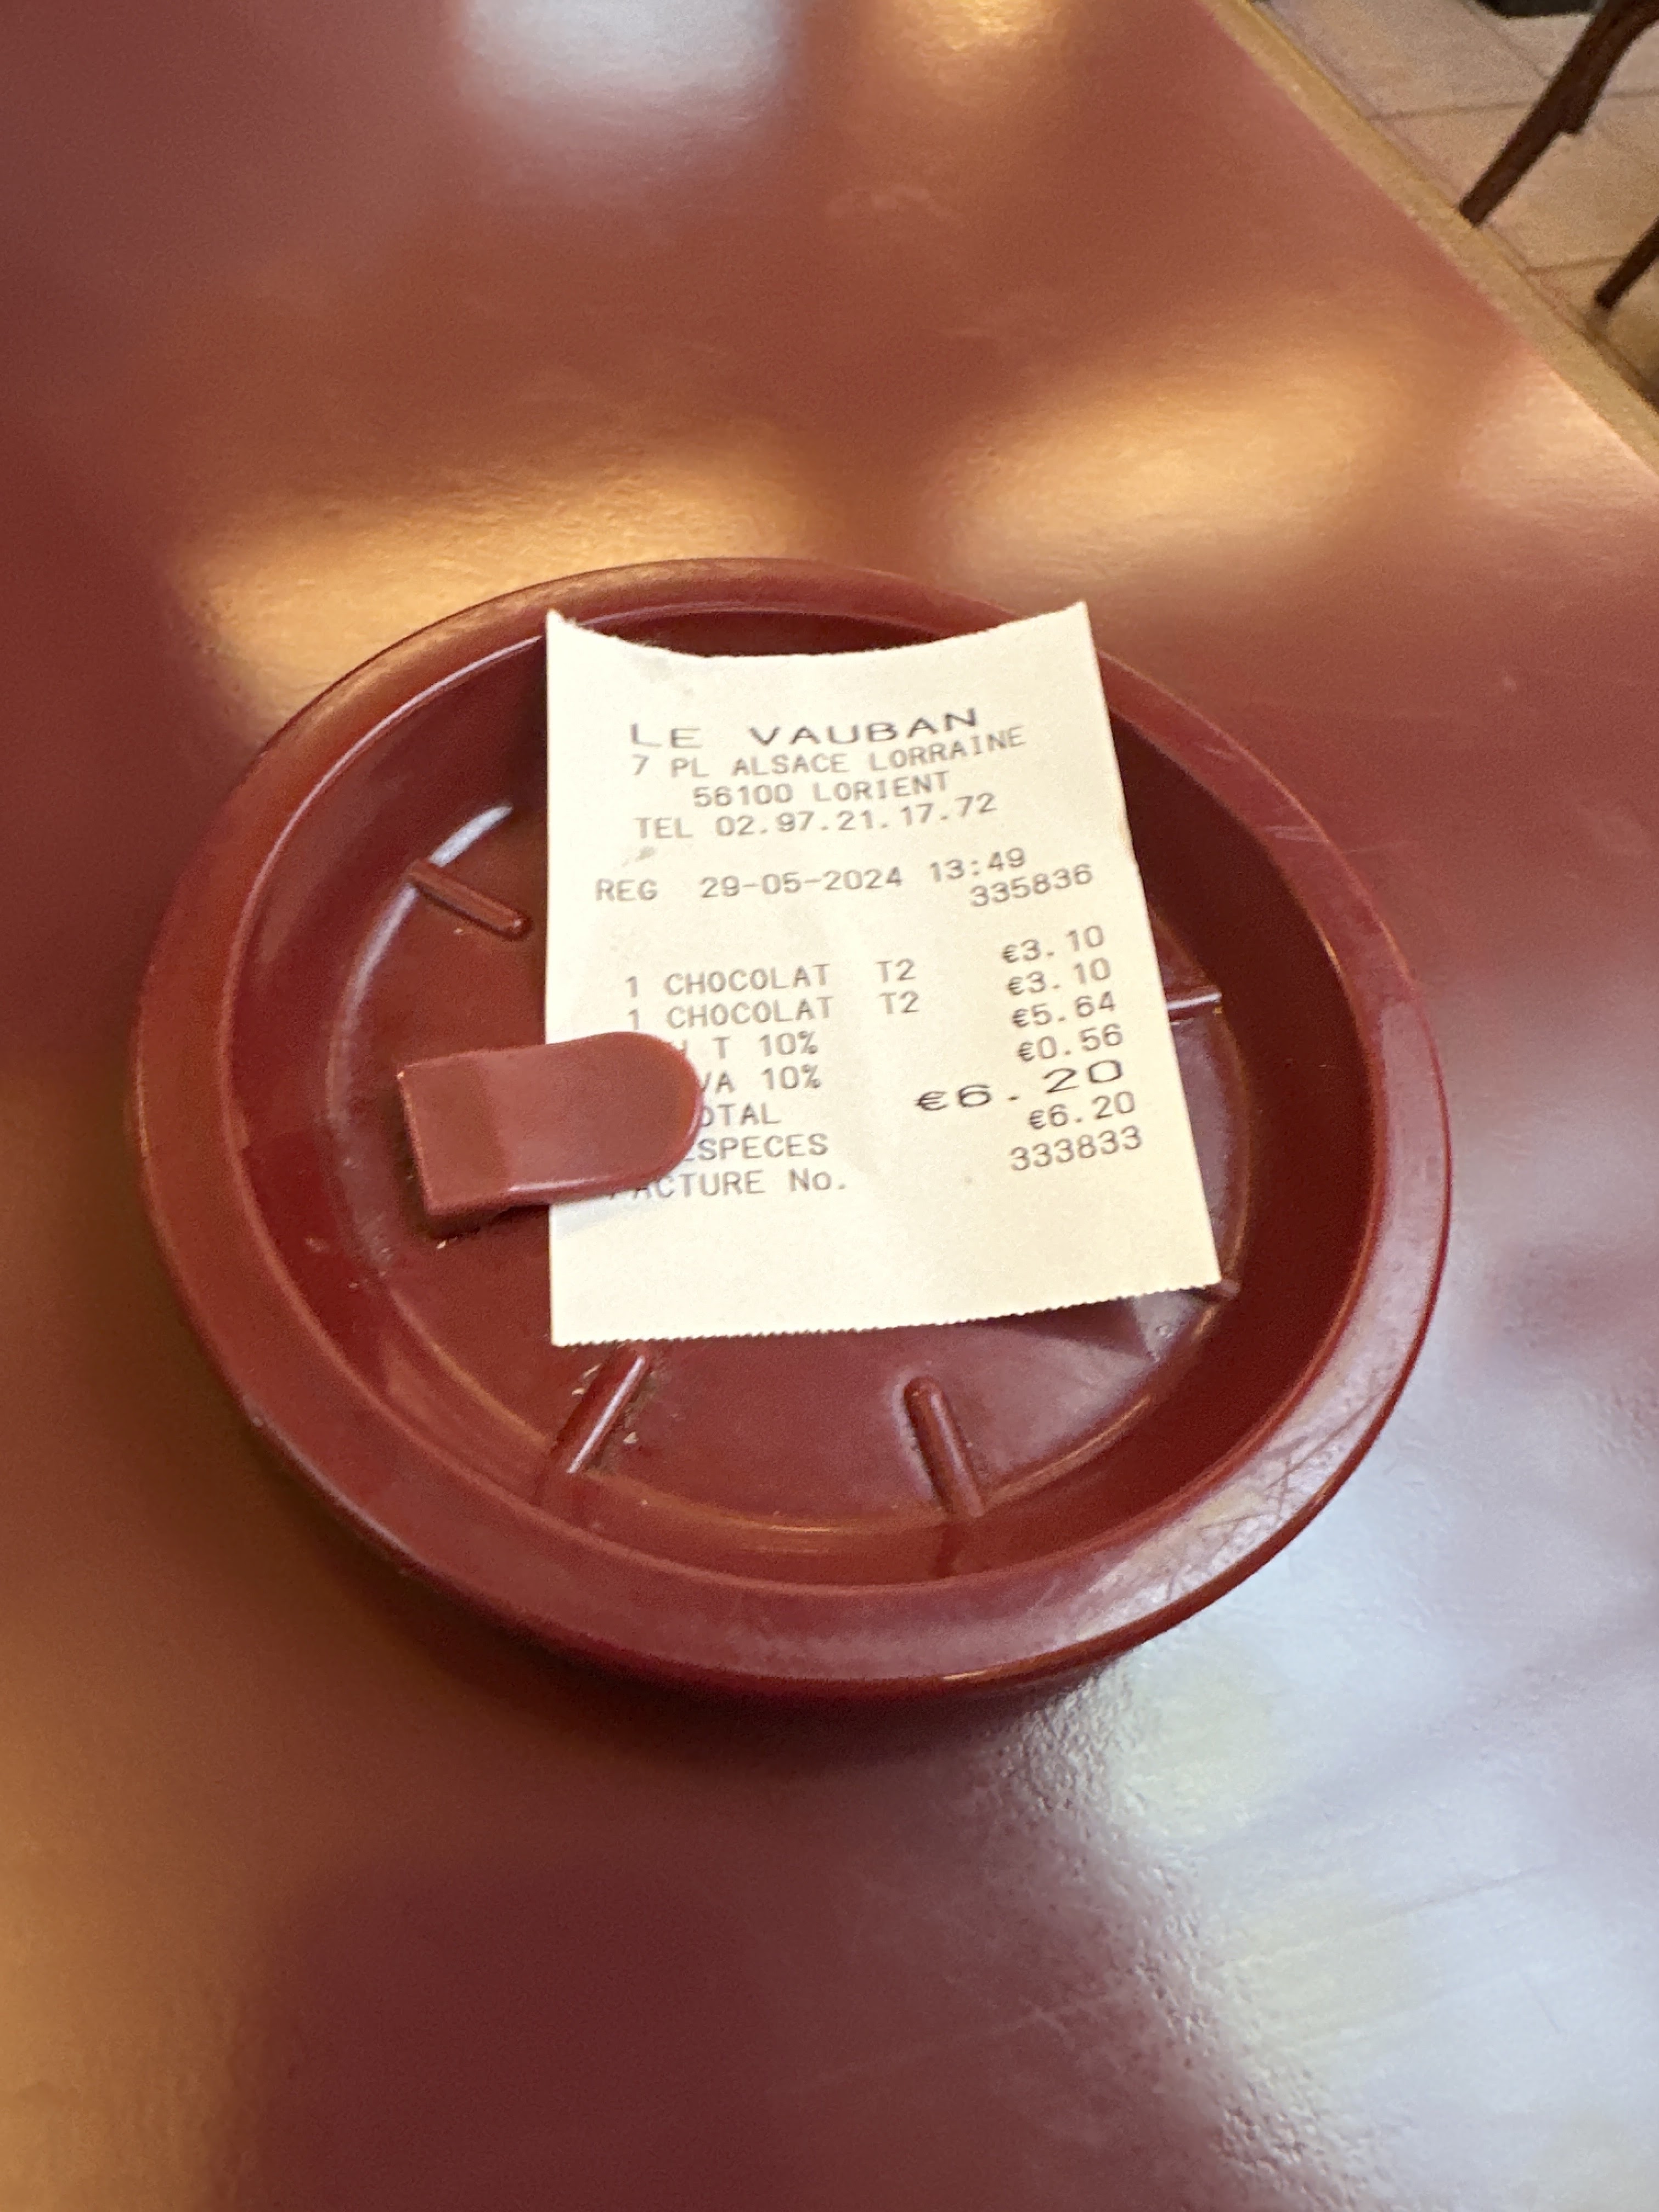 LE VAUBAN
7 PL ALSACE LORRAINE
56100 LORIENT
TEL 02.97.21.17.72
REG 29-05-2024 13:49
335836
1 CHOCOLAT T2 €3.10
1 CHOCOLAT T2 €3.10
T 10% €5.64
VA 10% €0.56
OTAL €6.20
ESPECES €6.20
ACTURE No. 333833